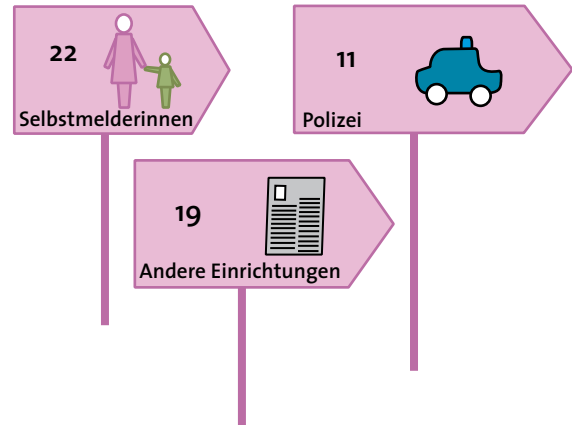 22
Selbstmelderinnen
11
Polizei
19
Andere Einrichtungen